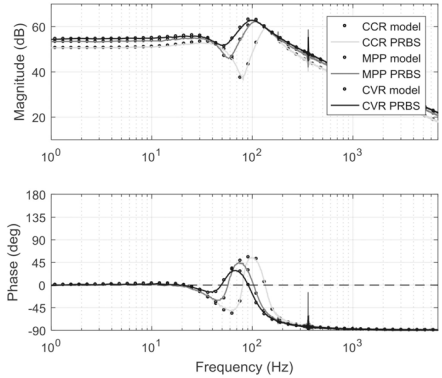 60
40
20
Magnitude (dB)
CCR model
CCR PRBS
MPP model
MPP PRBS
CVR model
CVR PRBS
10^0 10^1 10^2 10^3
180
135
90
45
0
-45
-90
Phase (deg)
10^0 10^1 10^2 10^3
Frequency (Hz)